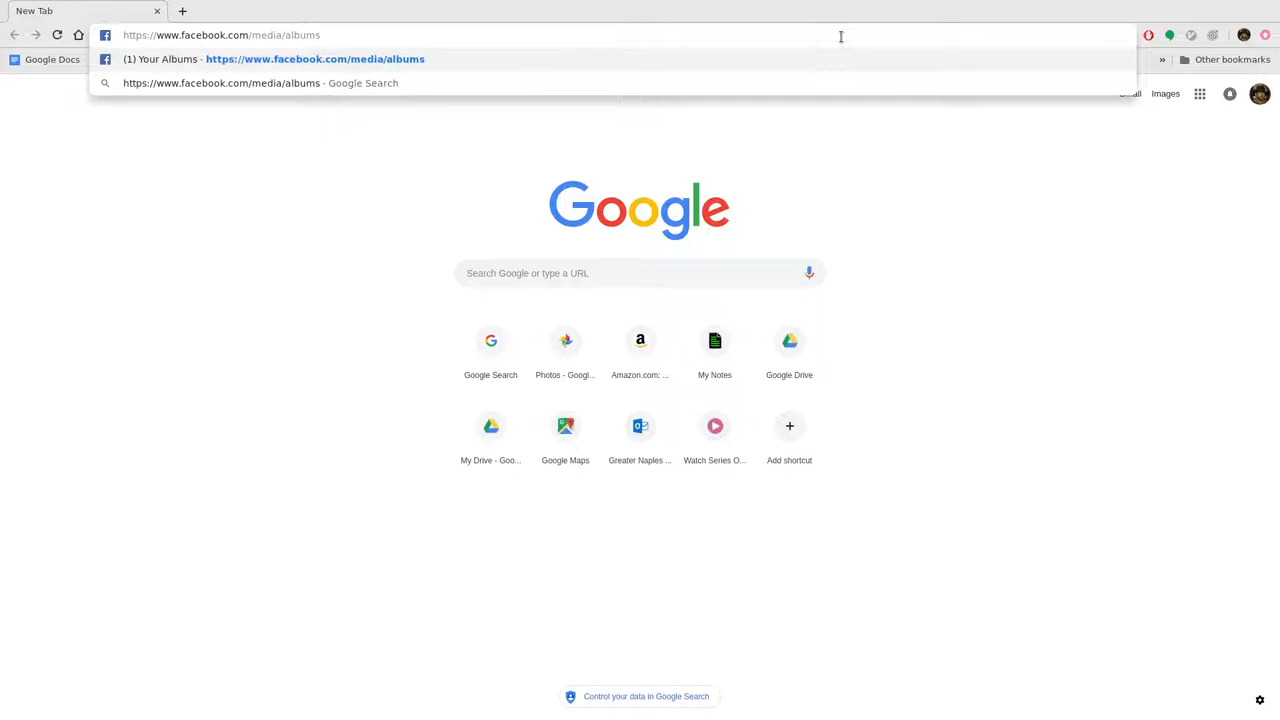 New Tab
https://www.facebook.com/media/albums
(1) Your Albums - https://www.facebook.com/media/albums
https://www.facebook.com/media/albums - Google Search
Google Docs
» Other bookmarks
Images
Google
Search Google or type a URL
Google Search
Photos - Googl...
Amazon.com: ...
My Notes
Google Drive
My Drive - Goo...
Google Maps
Greater Naples ...
Watch Series O...
Add shortcut
Control your data in Google Search